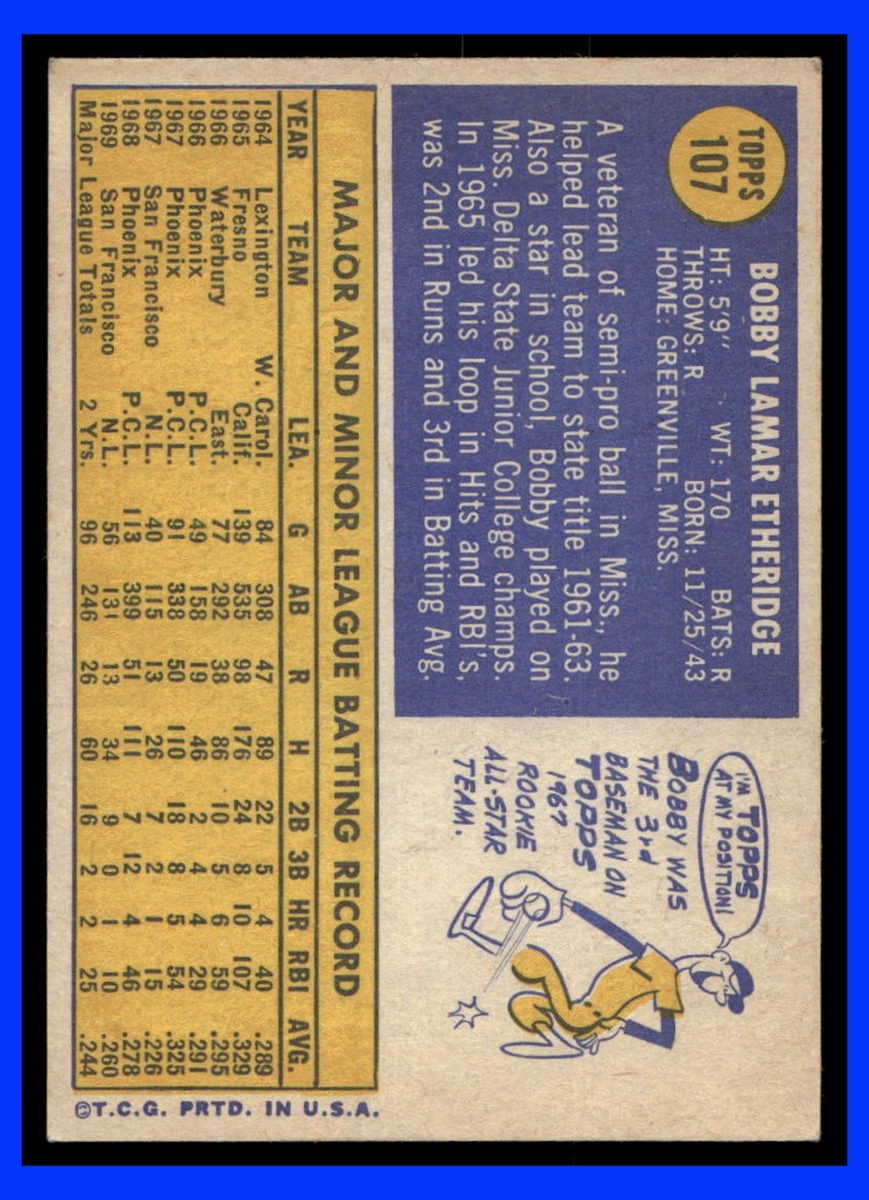 TOPPS
107
BOBBY LAMAR ETHERIDGE
HT: 5'9" WT: 170 BATS: R
THROWS: R BORN: 11/25/43
HOME: GREENVILLE, MISS.
A veteran of semi-pro ball in Miss., he
helped lead team to state title 1961-63.
Also a star in school, Bobby played on
Miss. Delta State Junior College champs.
In 1965 led his loop in Hits and RBI's,
was 2nd in Runs and 3rd in Batting Avg.
I'M TOPPS
AT MY POSITION!
BOBBY WAS
THE 3rd
BASEMAN ON
TOPPS
1967
ROOKIE
ALL-STAR
TEAM.
MAJOR AND MINOR LEAGUE BATTING RECORD
YEAR TEAM LEA. G AB R H 2B 3B HR RBI AVG.
1964 Lexington W. Carol. 84 308 47 89 22 5 4 40 .289
1965 Fresno Calif. 139 535 98 176 24 8 10 107 .329
1966 Waterbury East. 77 292 38 86 10 5 6 59 .295
1966 Phoenix P.C.L. 49 158 19 46 2 4 4 29 .291
1967 Phoenix P.C.L. 91 338 50 110 18 8 5 54 .325
1967 San Francisco N.L. 40 115 13 26 7 2 1 15 .226
1968 Phoenix P.C.L. 113 399 51 111 7 12 4 46 .278
1969 San Francisco N.L. 56 131 13 34 9 0 1 10 .260
Major League Totals 2 Yrs. 96 246 26 60 16 2 2 25 .244
©T.C.G. PRTD. IN U.S.A.